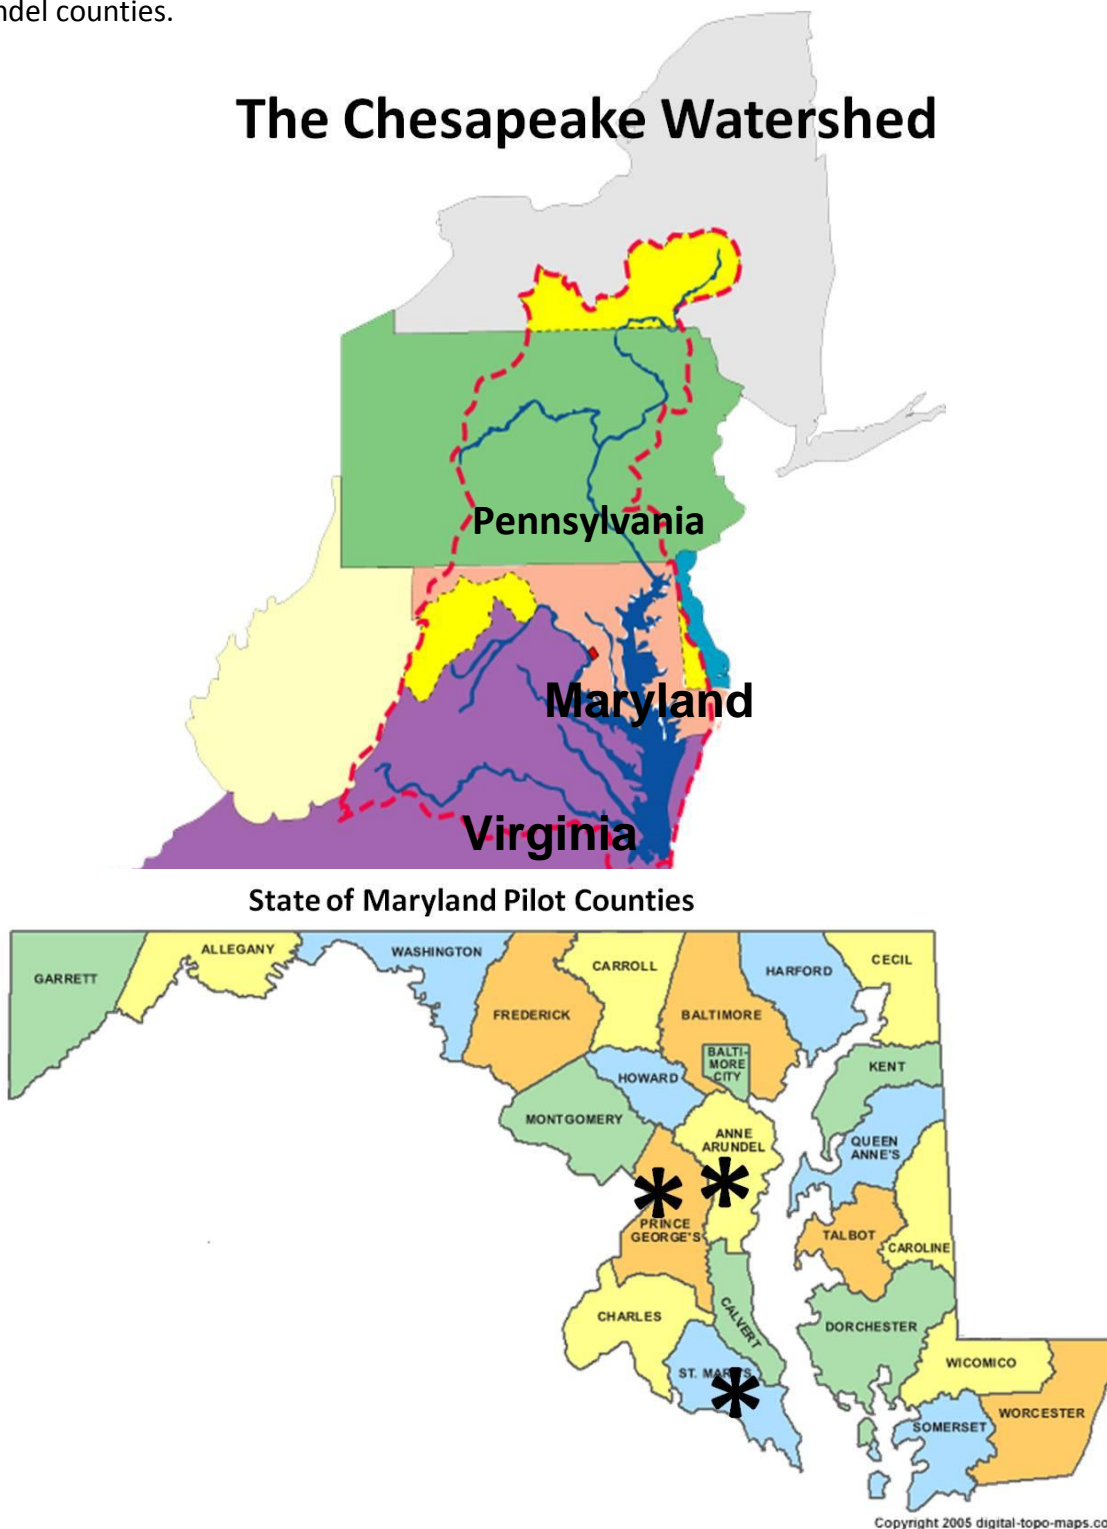 ndel counties.
The Chesapeake Watershed
Pennsylvania
Maryland
Virginia
State of Maryland Pilot Counties
GARRETT
ALLEGANY
WASHINGTON
FREDERICK
CARROLL
BALTIMORE
HARFORD
CECIL
BALTI-
MORE
CITY
HOWARD
KENT
MONTGOMERY
ANNE
ARUNDEL
QUEEN
ANNE'S
PRINCE
GEORGE'S
TALBOT
CAROLINE
CHARLES
CALVERT
DORCHESTER
ST. MARY'S
WICOMICO
SOMERSET
WORCESTER
Copyright 2005 digital-topo-maps.co